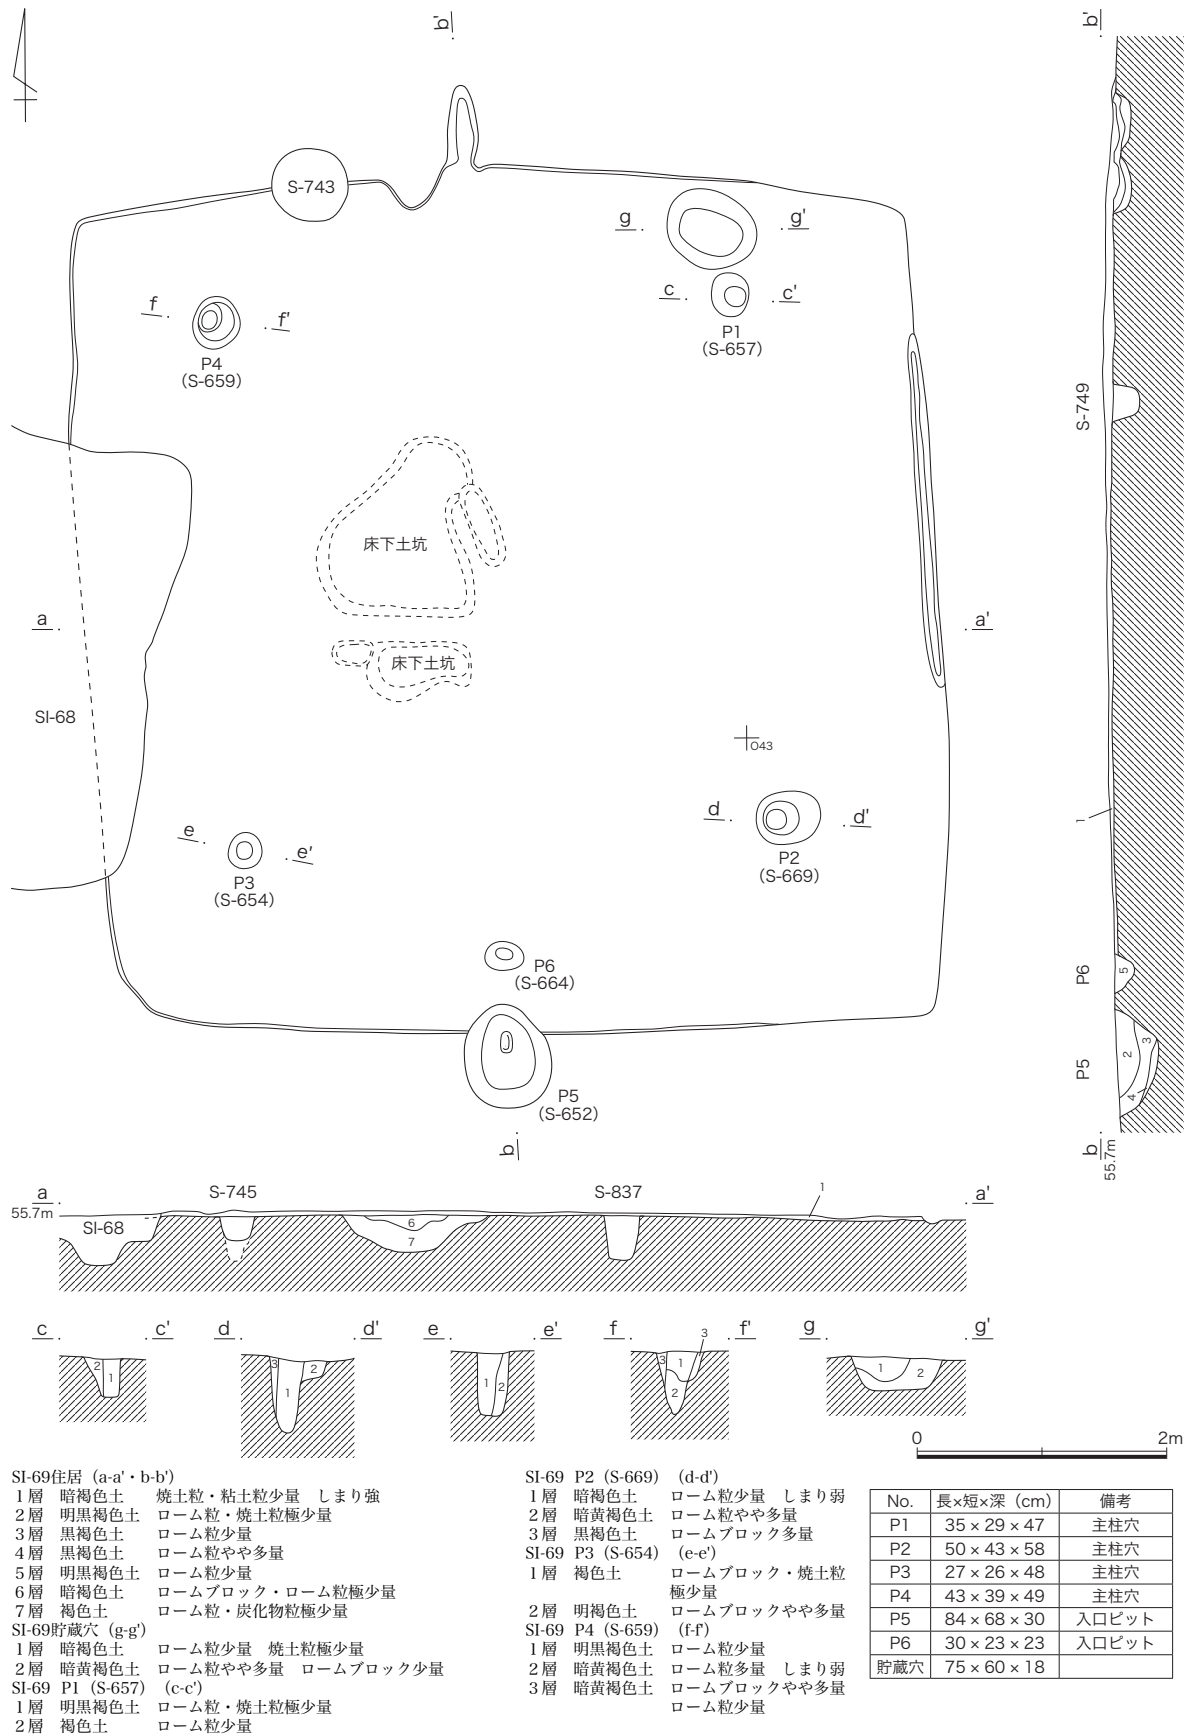 b'
b'
S-743
g
g'
c
c'
P1
(S-657)
f
f'
P4
(S-659)
S-749
床下土坑
a
a'
床下土坑
SI-68
043
1
d
d'
P2
(S-669)
e
e'
P3
(S-654)
P6
(S-664)
P6
5
P5
(S-652)
P5
2
3
4
b
b
55.7m
a
S-745
S-837
1
a'
55.7m
SI-68
6
7
c
c'
d
d'
e
e'
f
f'
g
g'
2
1
3
1
2
1
2
3
1
2
3
1
2
0
2m
SI-69住居(a-a'・b-b')
1層 暗褐色土 焼土粒・粘土粒少量 しまり強
2層 明黒褐色土 ローム粒・焼土粒極少量
3層 黒褐色土 ローム粒少量
4層 黒褐色土 ローム粒やや多量
5層 明黒褐色土 ローム粒少量
6層 暗褐色土 ロームブロック・ローム粒極少量
7層 褐色土 ローム粒・炭化物粒極少量
SI-69貯蔵穴(g-g')
1層 暗褐色土 ローム粒少量 焼土粒極少量
2層 暗黄褐色土 ローム粒やや多量 ロームブロック少量
SI-69 P1(S-657) (c-c')
1層 明黒褐色土 ローム粒・焼土粒極少量
2層 褐色土 ローム粒少量
SI-69 P2(S-669) (d-d')
1層 暗褐色土 ローム粒少量 しまり弱
2層 暗黄褐色土 ローム粒やや多量
3層 黒褐色土 ロームブロック多量
SI-69 P3(S-654) (e-e')
1層 褐色土 ロームブロック・焼土粒
極少量
2層 明褐色土 ロームブロックやや多量
SI-69 P4(S-659) (f-f')
1層 明黒褐色土 ローム粒少量
2層 暗黄褐色土 ローム粒多量 しまり弱
3層 暗黄褐色土 ロームブロックやや多量
ローム粒少量
No. 長×短×深(cm) 備考
P1 35×29×47 主柱穴
P2 50×43×58 主柱穴
P3 27×26×48 主柱穴
P4 43×39×49 主柱穴
P5 84×68×30 入口ピット
P6 30×23×23 入口ピット
貯蔵穴 75×60×18